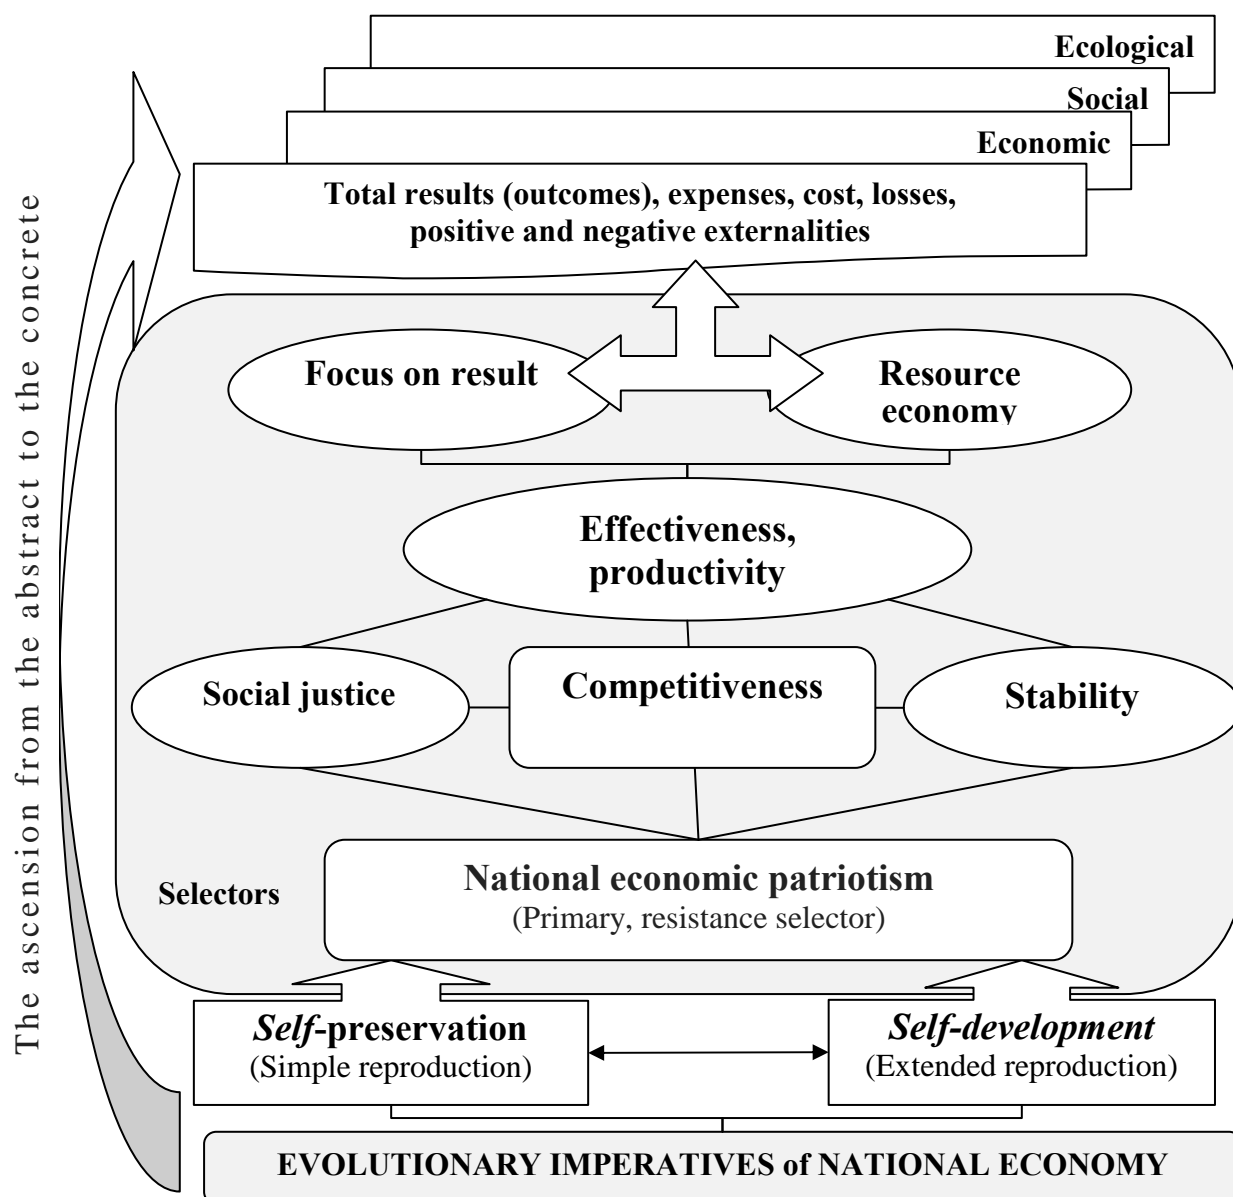 Ecological
Social
Economic
Total results (outcomes), expenses, cost, losses,
positive and negative externalities
Focus on result
Resource
economy
Effectiveness,
productivity
Social justice
Competitiveness
Stability
National economic patriotism
(Primary, resistance selector)
Selectors
Self-preservation
(Simple reproduction)
Self-development
(Extended reproduction)
EVOLUTIONARY IMPERATIVES of NATIONAL ECONOMY
The ascension from the abstract to the concrete